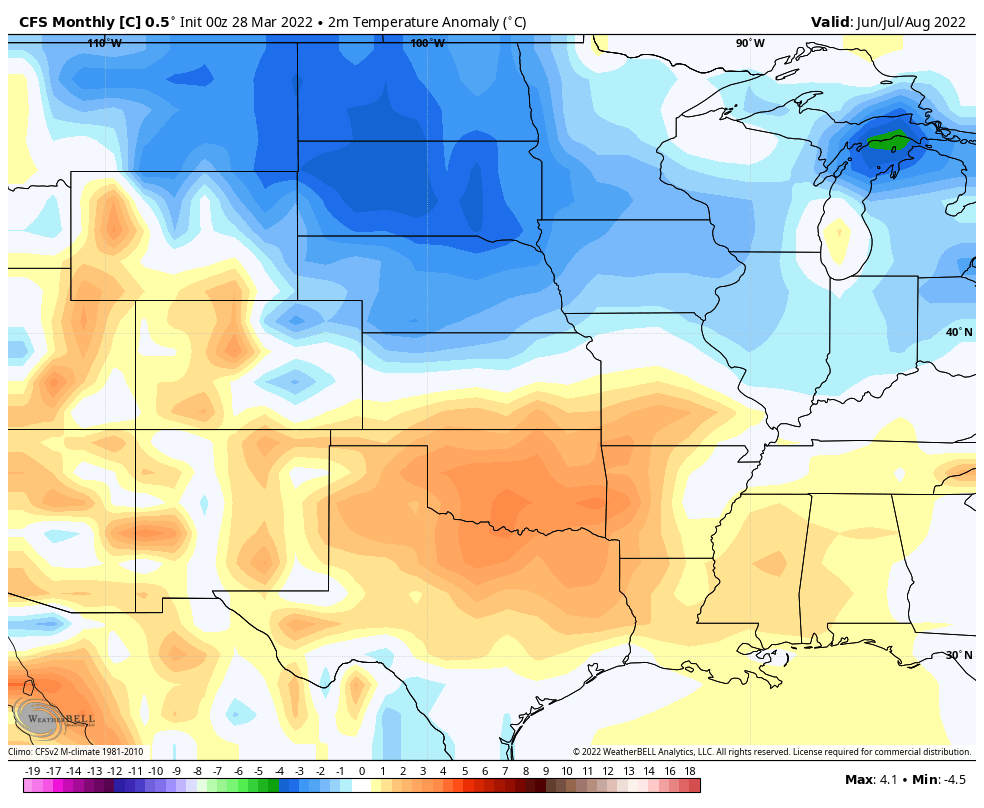 CFS Monthly [C] 0.5° Init 00z 28 Mar 2022 • 2m Temperature Anomaly (°C)
Valid: Jun/Jul/Aug 2022
110°W 100°W 90°W
40°N
30°N
WEATHERBELL
Climo: CFSv2 M-climate 1981-2010
© 2022 WeatherBELL Analytics, LLC. All rights reserved. License required for commercial distribution.
-19 -17 -14 -13 -12 -11 -10 -9 -8 -7 -6 -5 -4 -3 -2 -1 0 1 2 3 4 5 6 7 8 9 10 11 12 13 14 16 18
Max: 4.1 • Min: -4.5